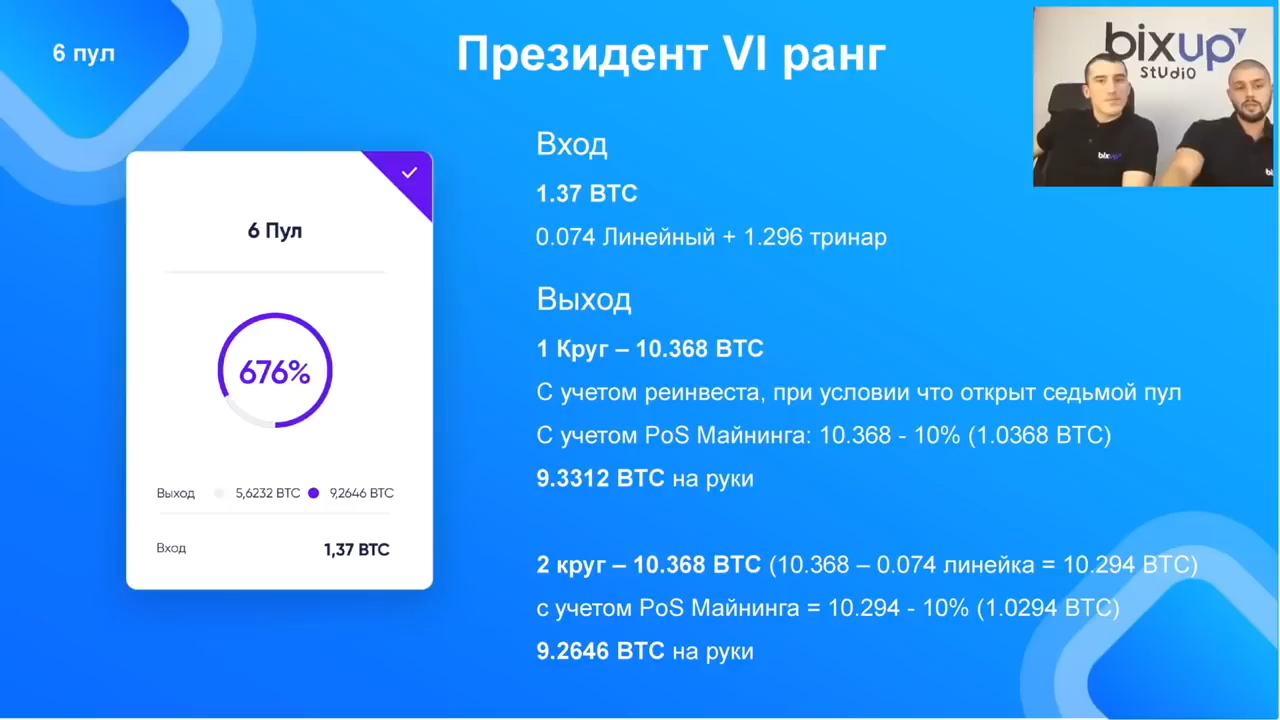 6 пул
Президент VI ранг
bixup
studio
bixup
Вход
1.37 BTC
0.074 Линейный + 1.296 тринар
Выход
1 Круг – 10.368 BTC
С учетом реинвеста, при условии что открыт седьмой пул
С учетом PoS Майнинга: 10.368 - 10% (1.0368 BTC)
9.3312 BTC на руки
2 круг – 10.368 BTC (10.368 – 0.074 линейка = 10.294 BTC)
с учетом PoS Майнинга = 10.294 - 10% (1.0294 BTC)
9.2646 BTC на руки
6 Пул
676%
Выход 5,6232 BTC 9,2646 BTC
Вход 1,37 BTC